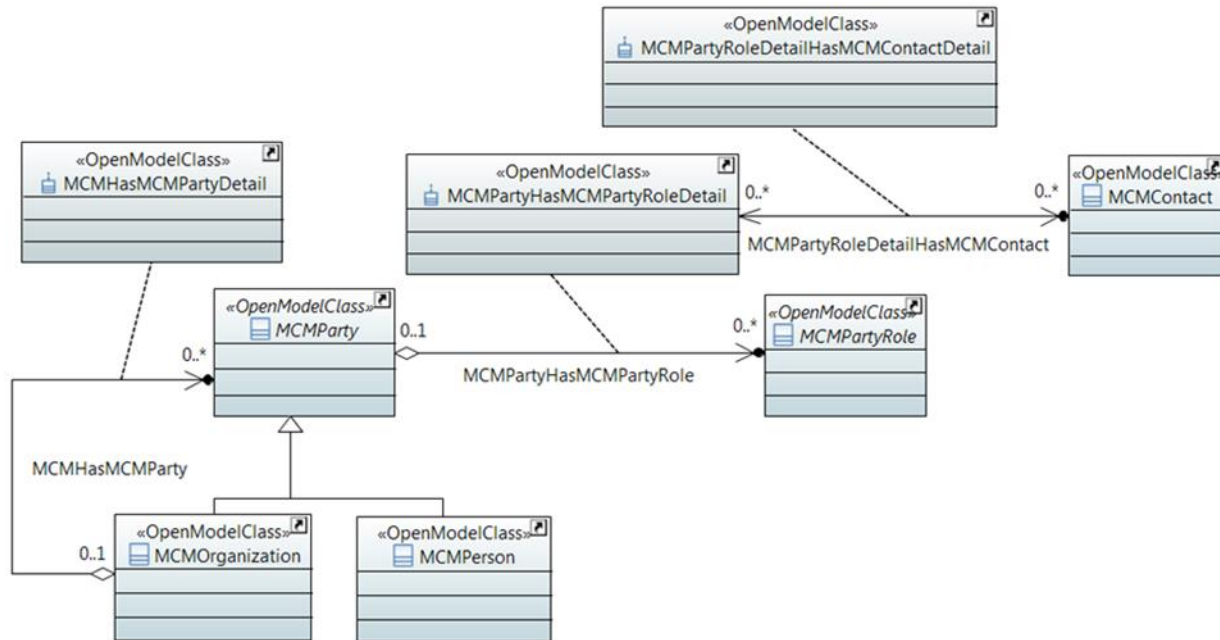 «OpenModelClass»
MCMPartyRoleDetailHasMCMContactDetail
«OpenModelClass»
MCMHasMCMPartyDetail
«OpenModelClass»
MCMPartyHasMCMPartyRoleDetail
0..*
0..*
«OpenModelClass»
MCMContact
MCMPartyRoleDetailHasMCMContact
«OpenModelClass»
MCMParty
0..*
0..1
0..*
MCMPartyHasMCMPartyRole
«OpenModelClass»
MCMPartyRole
MCMHasMCMParty
0..1
«OpenModelClass»
MCMOrganization
«OpenModelClass»
MCMPerson